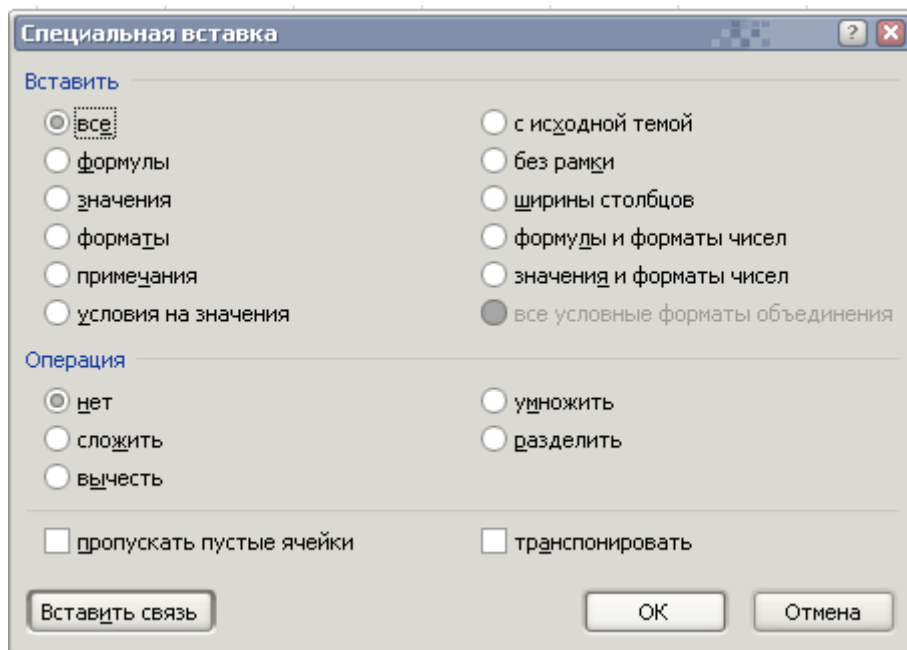 Специальная вставка
Вставить
все
с исходной темой
формулы
без рамки
значения
ширины столбцов
форматы
формулы и форматы чисел
примечания
значения и форматы чисел
условия на значения
все условные форматы объединения
Операция
нет
умножить
сложить
разделить
вычесть
пропускать пустые ячейки
транспонировать
Вставить связь
ОК
Отмена